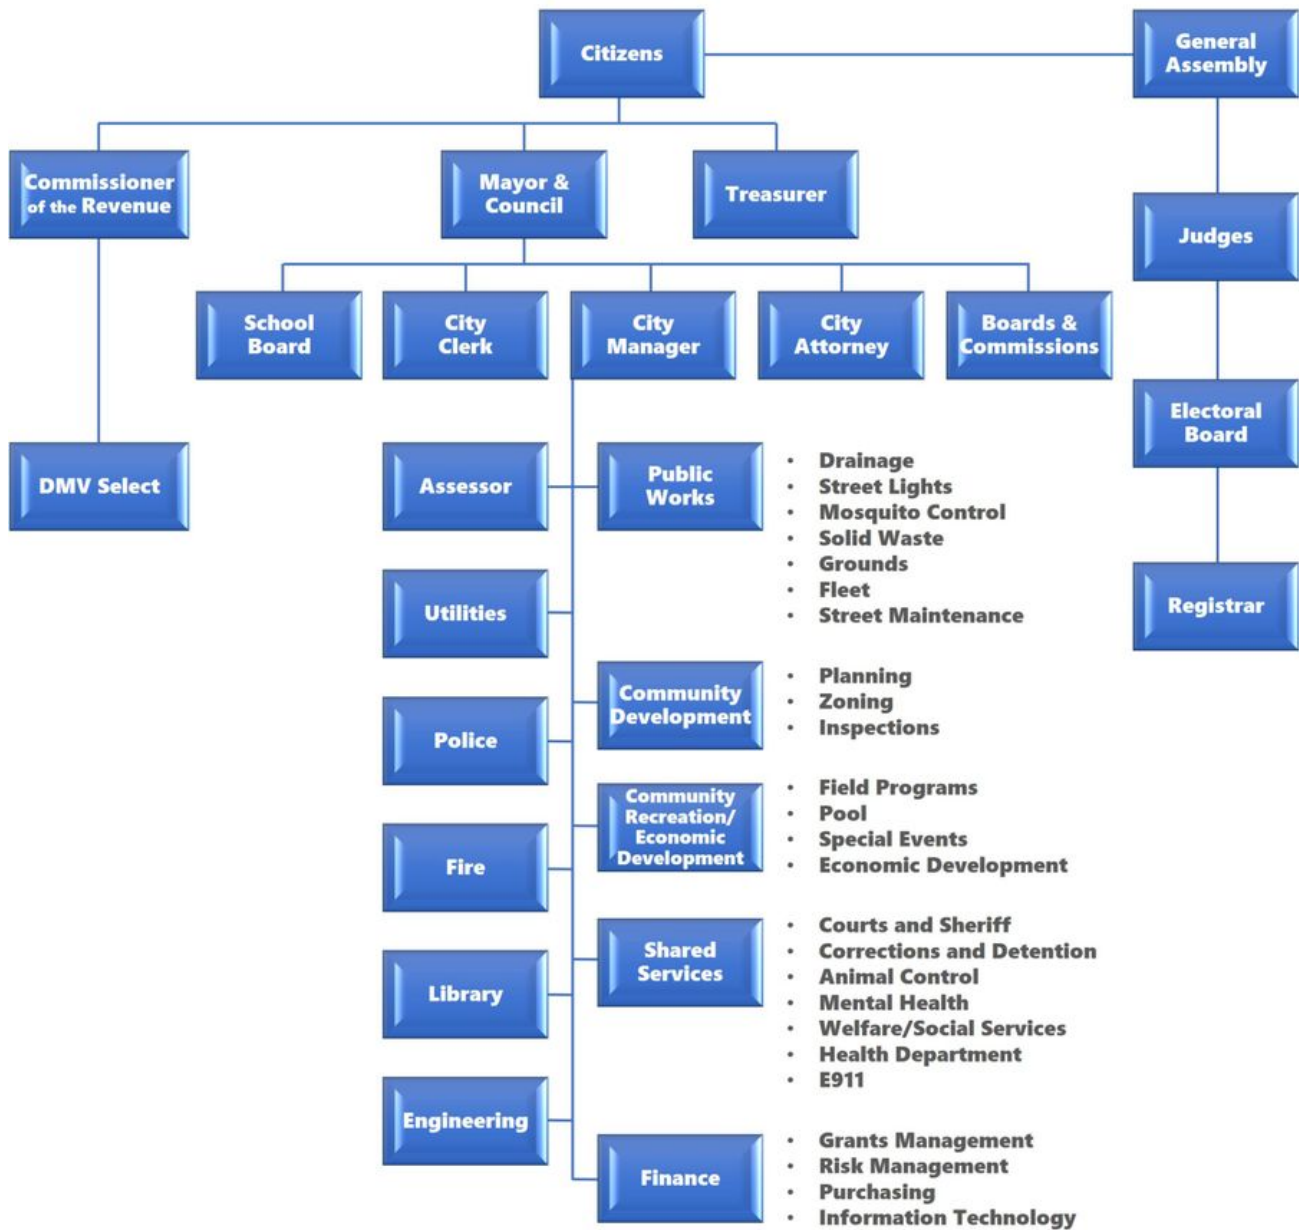 Citizens
General
Assembly
Commissioner
of the Revenue
Mayor &
Council
Treasurer
Judges
School
Board
City
Clerk
City
Manager
City
Attorney
Boards &
Commissions
Electoral
Board
DMV Select
Assessor
Public
Works
• Drainage
• Street Lights
• Mosquito Control
• Solid Waste
• Grounds
• Fleet
• Street Maintenance
Registrar
Utilities
Community
Development
• Planning
• Zoning
• Inspections
Police
Community
Recreation/
Economic
Development
• Field Programs
• Pool
• Special Events
• Economic Development
Fire
Shared
Services
• Courts and Sheriff
• Corrections and Detention
• Animal Control
• Mental Health
• Welfare/Social Services
• Health Department
• E911
Library
Engineering
Finance
• Grants Management
• Risk Management
• Purchasing
• Information Technology